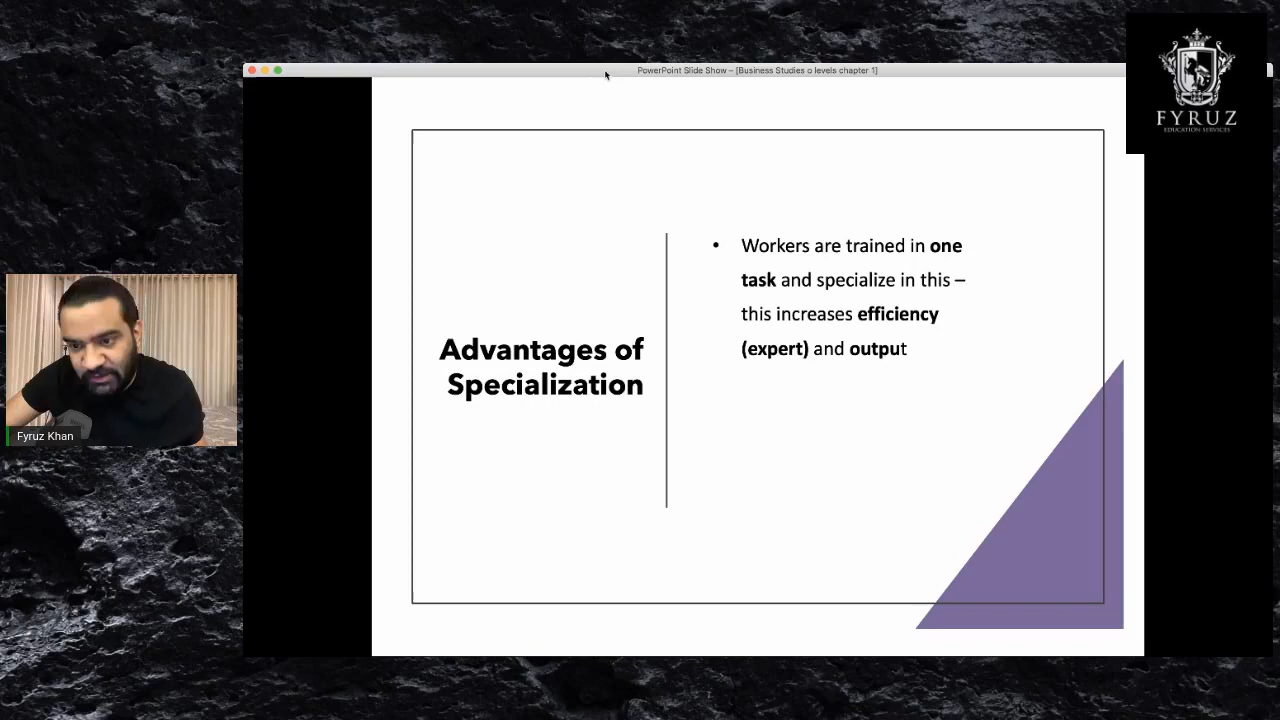 PowerPoint Slide Show – [Business Studies o levels chapter 1]
FYRUZ
EDUCATION SERVICES
• Workers are trained in one
task and specialize in this –
this increases efficiency
(expert) and output
Advantages of
Specialization
Fyruz Khan